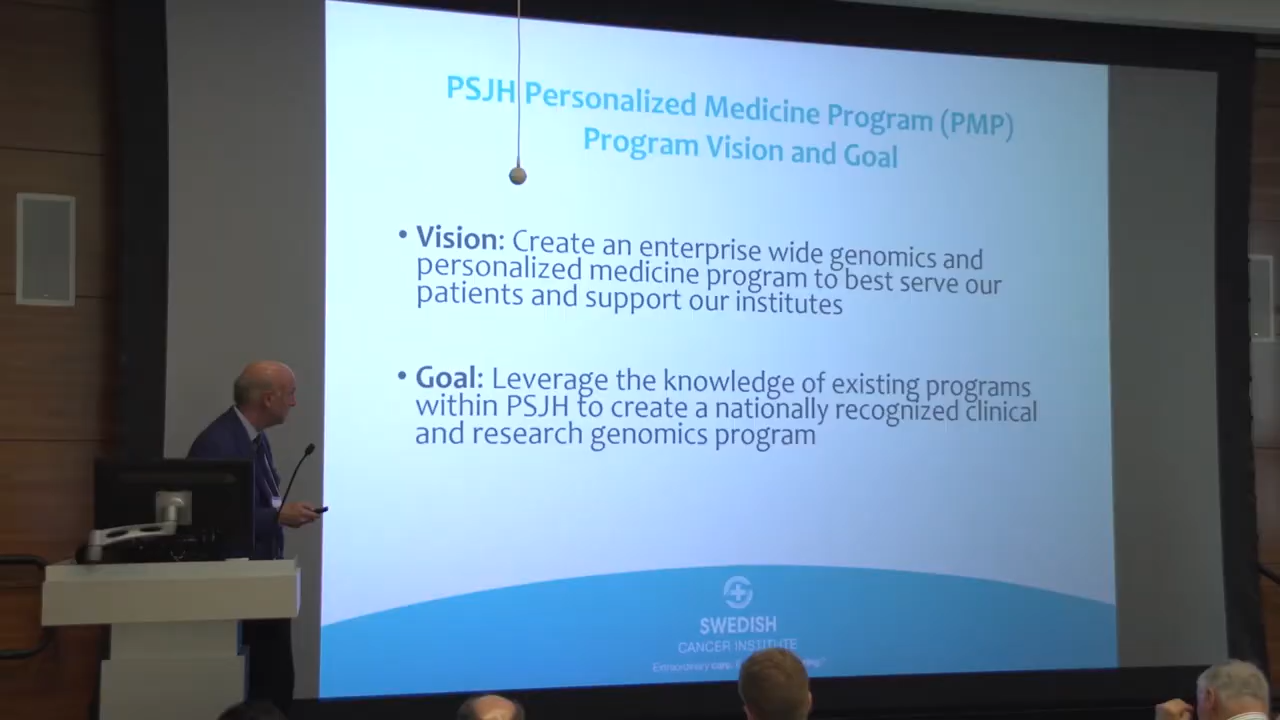 PSJH Personalized Medicine Program (PMP)
Program Vision and Goal
• Vision: Create an enterprise wide genomics and
personalized medicine program to best serve our
patients and support our institutes
• Goal: Leverage the knowledge of existing programs
within PSJH to create a nationally recognized clinical
and research genomics program
SWEDISH
CANCER INSTITUTE
Extraordinary care.